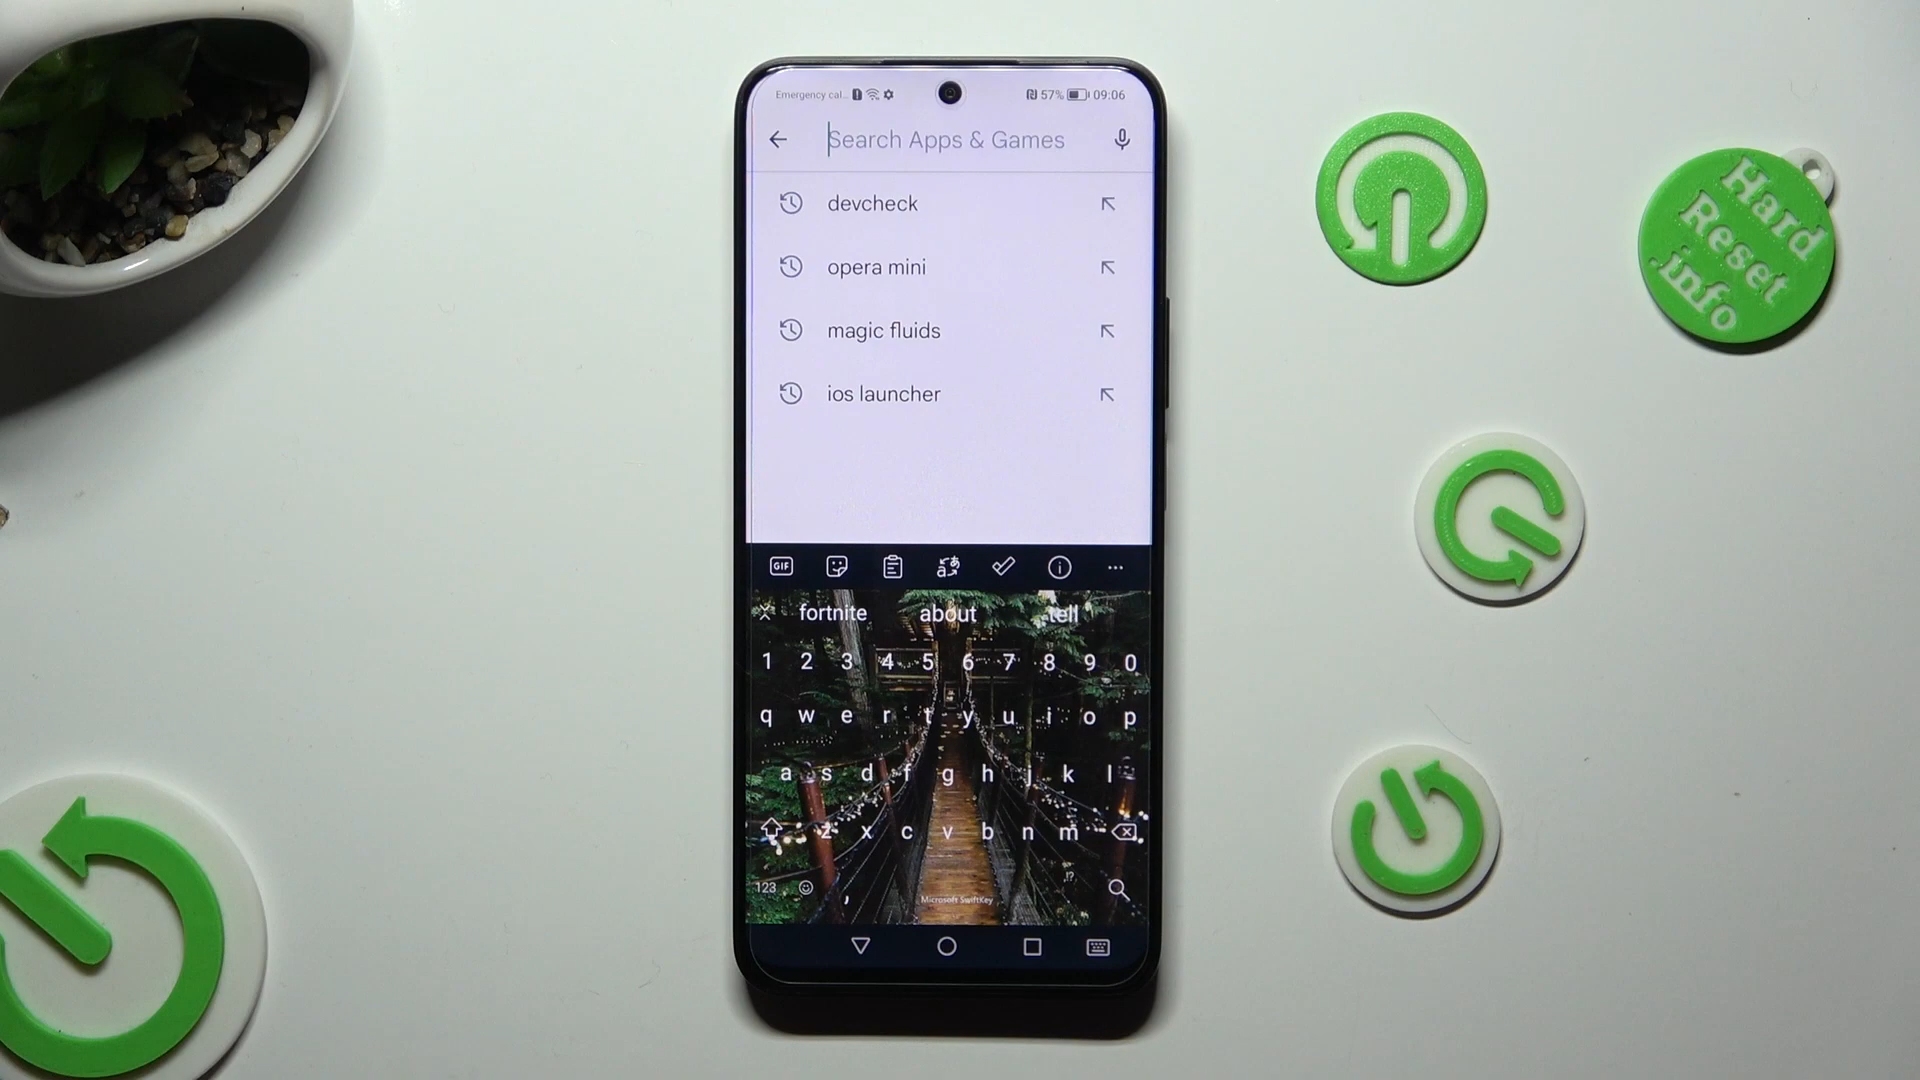 Emergency cal... 57% 09:06
Search Apps & Games
devcheck
opera mini
magic fluids
ios launcher
GIF
fortnite about tell
1 2 3 4 5 6 7 8 9 0
q w e r t y u i o p
a s d f g h j k l
z x c v b n m
123 , Microsoft SwiftKey !?
Hard
Reset
.info